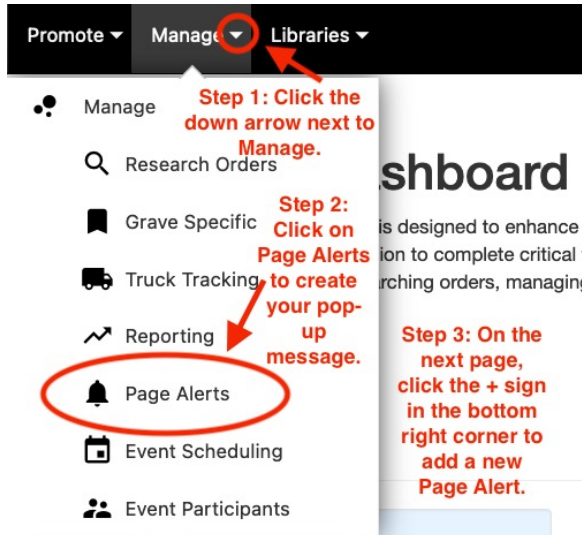 Promote Manage Libraries
Step 1: Click the
down arrow next to
Manage.
Manage
Research Orders
Grave Specific
Truck Tracking
Reporting
Page Alerts
Event Scheduling
Event Participants
Step 2:
Click on
Page Alerts
to create
your pop-
up
message.
shboard
is designed to enhance
ion to complete critical
rching orders, managing
Step 3: On the
next page,
click the + sign
in the bottom
right corner to
add a new
Page Alert.